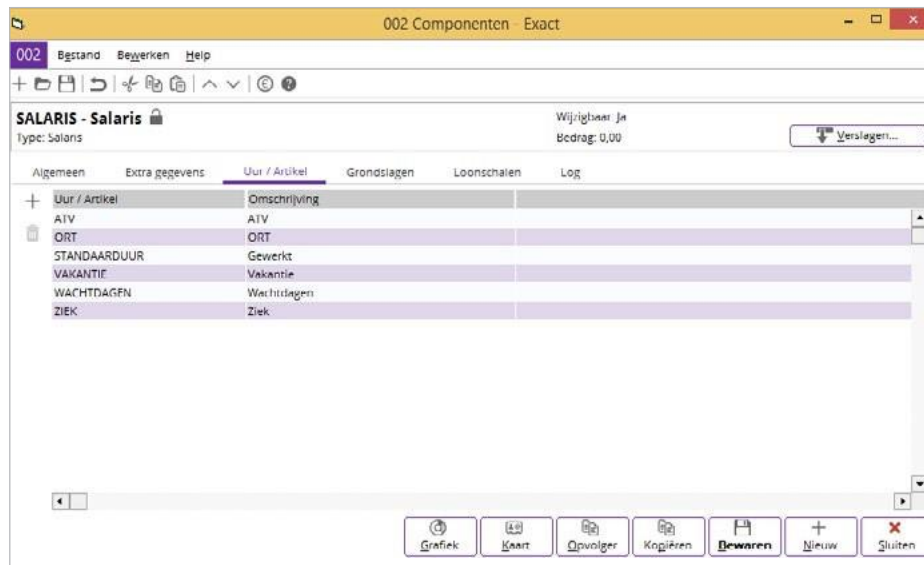 002 Componenten - Exact
002 Bestand Bewerken Help
SALARIS - Salaris
Wijzigbaar: Ja
Type: Salaris
Bedrag: 0,00
Verslagen...
Algemeen Extra gegevens Uur / Artikel Grondslagen Loonschalen Log
Uur / Artikel Omschrijving
ATV ATV
ORT ORT
STANDAARDUUR Gewerkt
VAKANTIE Vakantie
WACHTDAGEN Wachtdagen
ZIEK Ziek
Grafiek Kaart Opvolger Kopiëren Bewaren Nieuw Sluiten